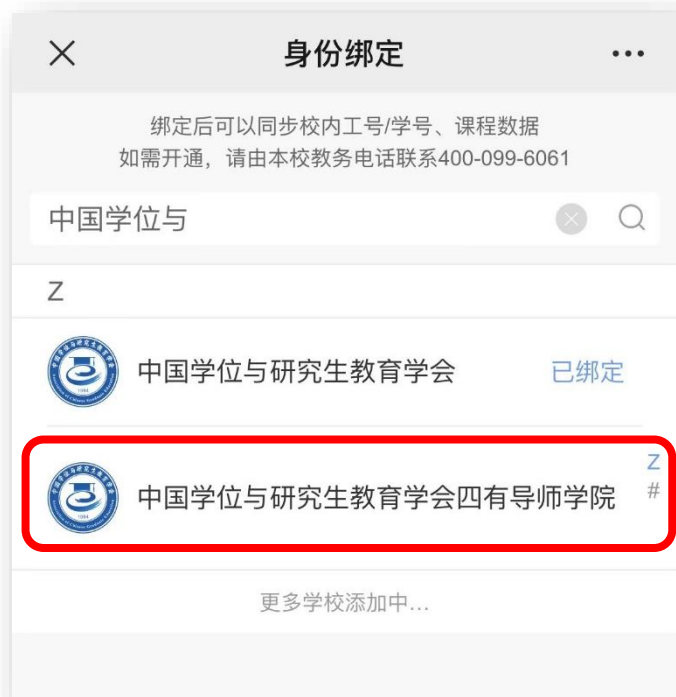 身份绑定
绑定后可以同步校内工号/学号、课程数据
如需开通，请由本校教务电话联系400-099-6061
中国学位与
Z
中国学位与研究生教育学会
已绑定
中国学位与研究生教育学会四有导师学院
Z
#
更多学校添加中...